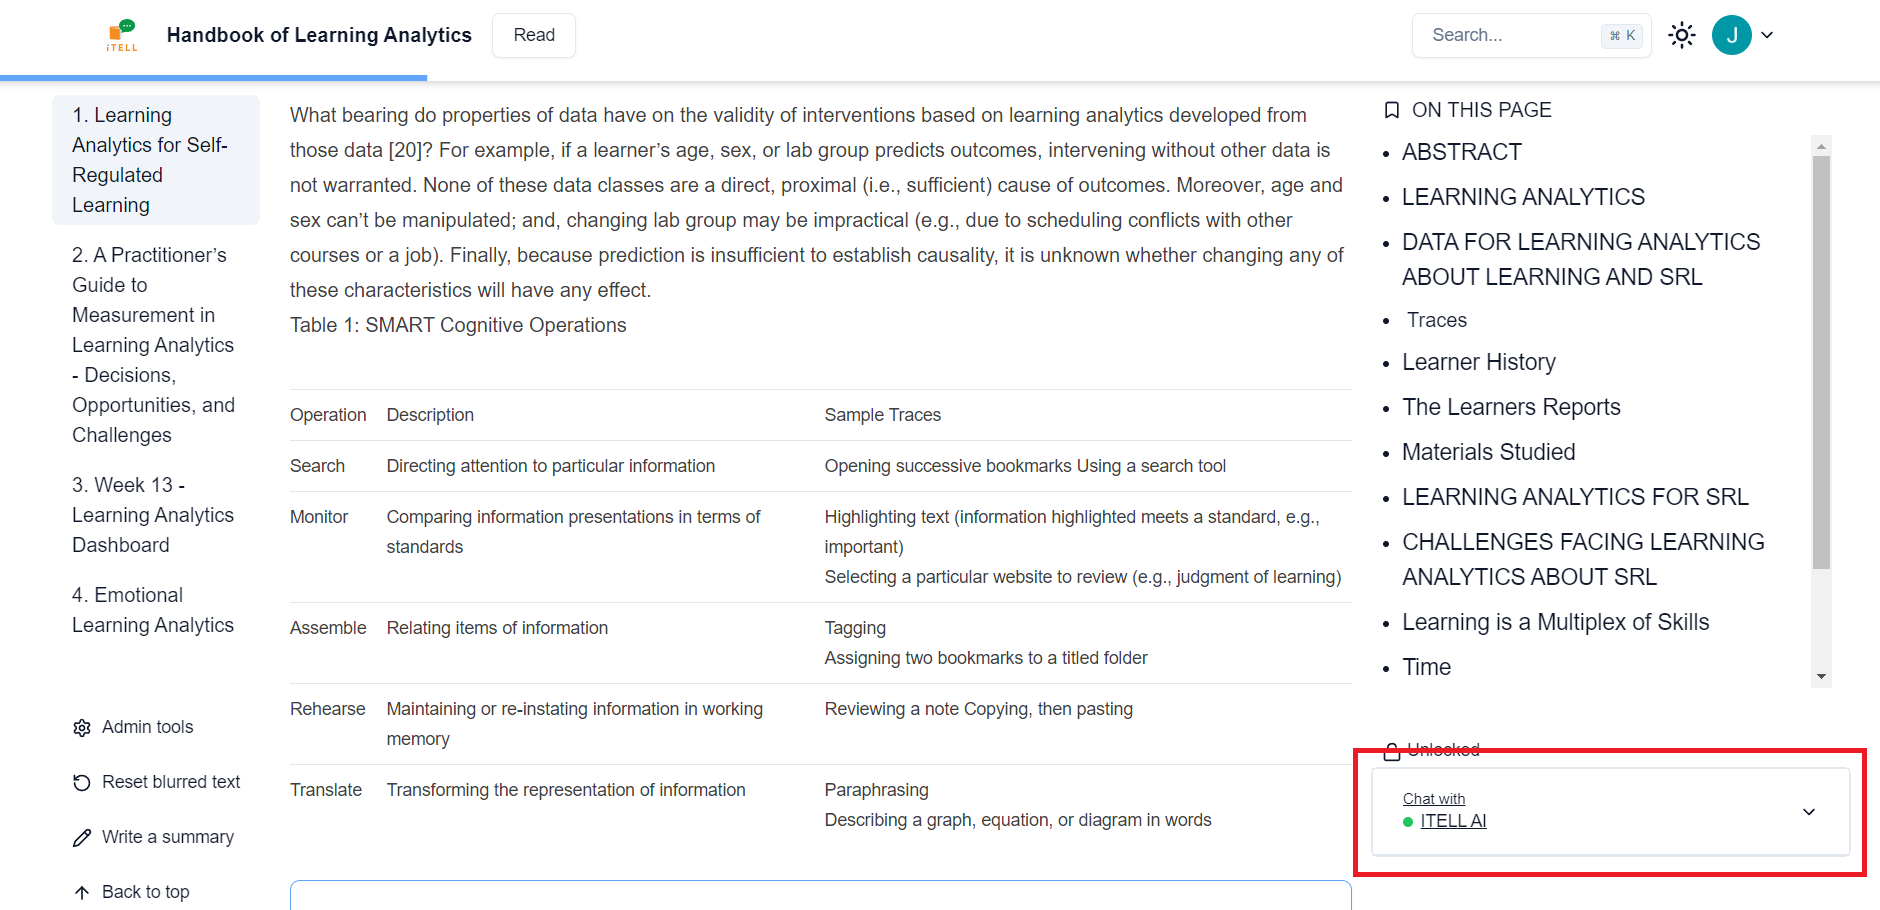 iTELL
Handbook of Learning Analytics
Read
Search...
⌘ K
J
1. Learning
Analytics for Self-
Regulated
Learning
2. A Practitioner’s
Guide to
Measurement in
Learning Analytics
- Decisions,
Opportunities, and
Challenges
3. Week 13 -
Learning Analytics
Dashboard
4. Emotional
Learning Analytics
Admin tools
Reset blurred text
Write a summary
Back to top
What bearing do properties of data have on the validity of interventions based on learning analytics developed from
those data [20]? For example, if a learner’s age, sex, or lab group predicts outcomes, intervening without other data is
not warranted. None of these data classes are a direct, proximal (i.e., sufficient) cause of outcomes. Moreover, age and
sex can’t be manipulated; and, changing lab group may be impractical (e.g., due to scheduling conflicts with other
courses or a job). Finally, because prediction is insufficient to establish causality, it is unknown whether changing any of
these characteristics will have any effect.
Table 1: SMART Cognitive Operations
Operation Description Sample Traces
Search Directing attention to particular information Opening successive bookmarks Using a search tool
Monitor Comparing information presentations in terms of Highlighting text (information highlighted meets a standard, e.g.,
standards important)
Selecting a particular website to review (e.g., judgment of learning)
Assemble Relating items of information Tagging
Assigning two bookmarks to a titled folder
Rehearse Maintaining or re-instating information in working Reviewing a note Copying, then pasting
memory
Translate Transforming the representation of information Paraphrasing
Describing a graph, equation, or diagram in words
ON THIS PAGE
ABSTRACT
LEARNING ANALYTICS
DATA FOR LEARNING ANALYTICS
ABOUT LEARNING AND SRL
Traces
Learner History
The Learners Reports
Materials Studied
LEARNING ANALYTICS FOR SRL
CHALLENGES FACING LEARNING
ANALYTICS ABOUT SRL
Learning is a Multiplex of Skills
Time
Unlocked
Chat with
ITELL AI